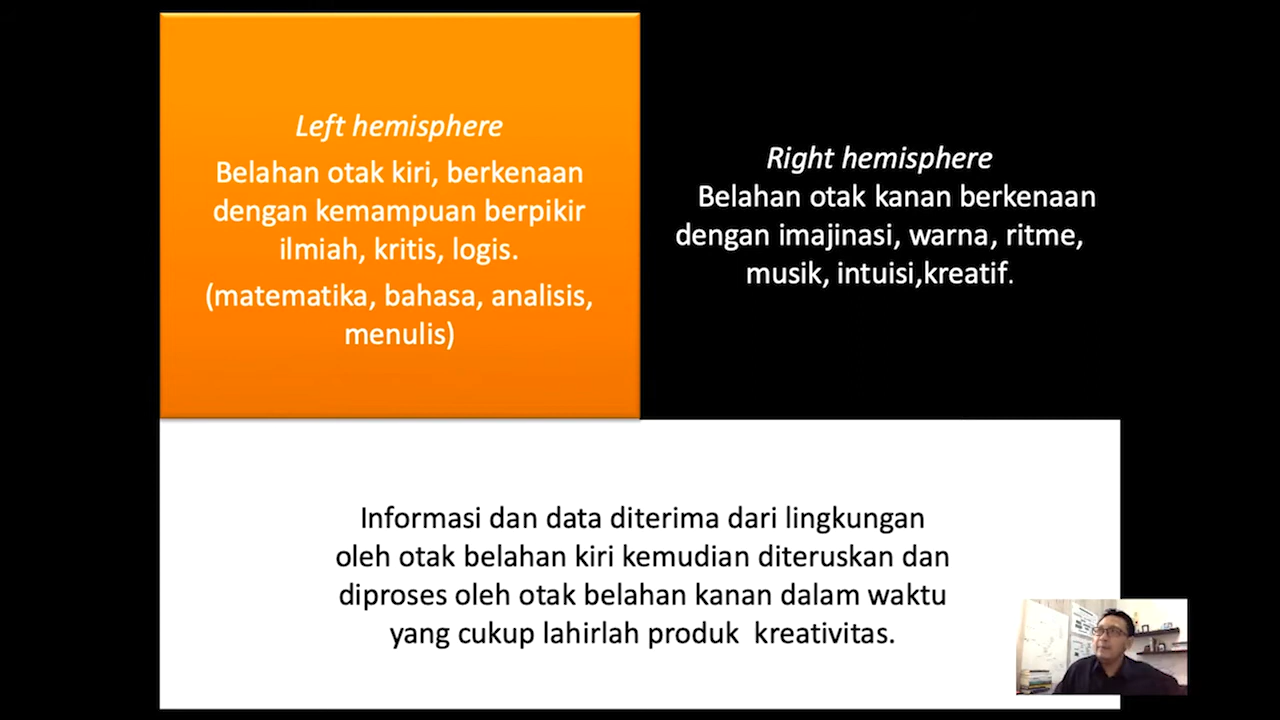 Left hemisphere
Belahan otak kiri, berkenaan
dengan kemampuan berpikir
ilmiah, kritis, logis.
(matematika, bahasa, analisis,
menulis)
Right hemisphere
Belahan otak kanan berkenaan
dengan imajinasi, warna, ritme,
musik, intuisi,kreatif.
Informasi dan data diterima dari lingkungan
oleh otak belahan kiri kemudian diteruskan dan
diproses oleh otak belahan kanan dalam waktu
yang cukup lahirlah produk  kreativitas.